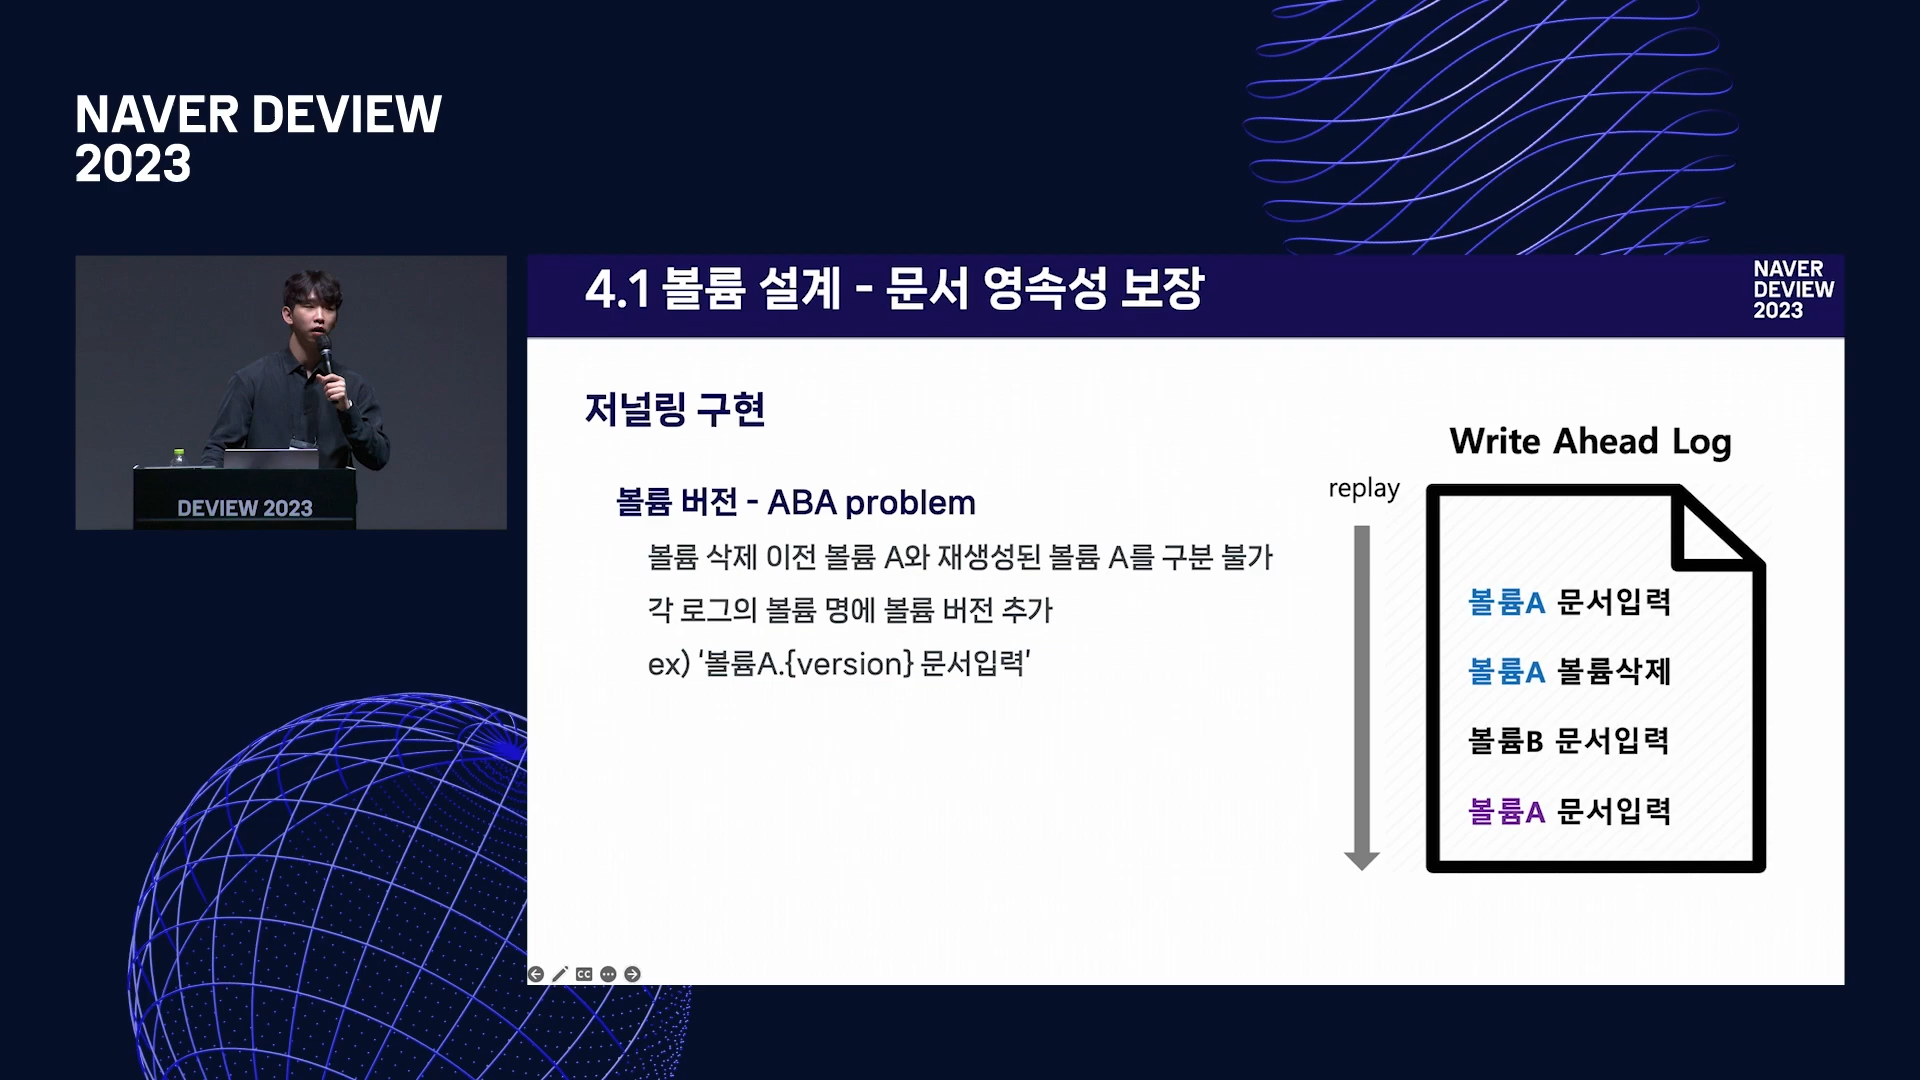 NAVER DEVIEW
2023
DEVIEW 2023
4.1 볼륨 설계 - 문서 영속성 보장
NAVER
DEVIEW
2023
저널링 구현
볼륨 버전 - ABA problem
볼륨 삭제 이전 볼륨 A와 재생성된 볼륨 A를 구분 불가
각 로그의 볼륨 명에 볼륨 버전 추가
ex) ‘볼륨A.{version} 문서입력’
Write Ahead Log
replay
볼륨A 문서입력
볼륨A 볼륨삭제
볼륨B 문서입력
볼륨A 문서입력
CC